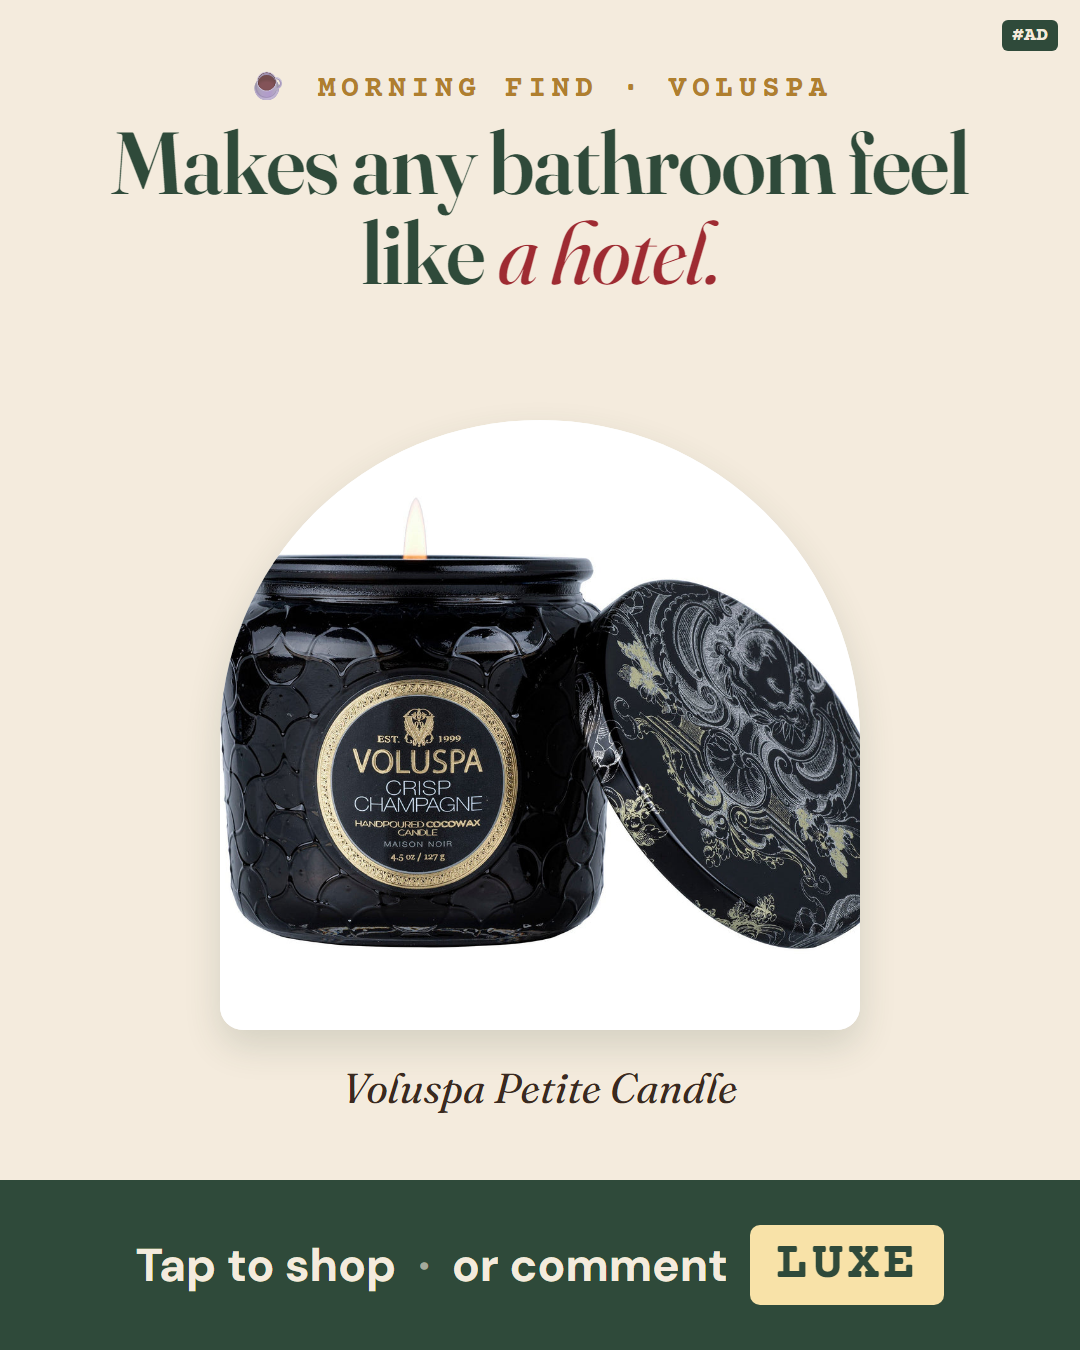 #AD
☕ MORNING FIND · VOLUSPA
Makes any bathroom feel
like a hotel.
EST. 1999
VOLUSPA
CRISP
CHAMPAGNE
HANDPOURED COCOWAX
CANDLE
MAISON NOIR
4.5 oz / 127 g
Voluspa Petite Candle
Tap to shop · or comment LUXE